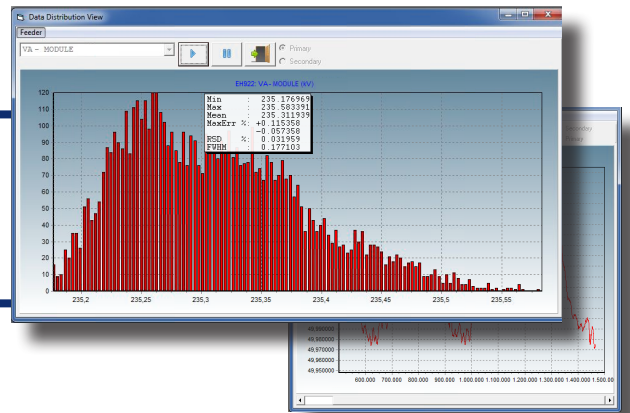 Data Distribution View
Feeder
VA - MODULE
Primary
Secondary
EH922: VA - MODULE (kV)
120
110
100
90
80
70
60
50
40
30
20
10
0
Min : 235.176969
Max : 235.583391
Mean : 235.311939
MaxErr %: +0.115358
-0.057358
RSD %: 0.031959
FWHM : 0.177103
235,2
235,25
235,3
235,35
235,4
235,45
235,5
235,55
49,980000
49,970000
49,960000
49,950000
600.000 700.000 800.000 900.000 1.000.000 1.100.000 1.200.000 1.300.000 1.400.000 1.500.00